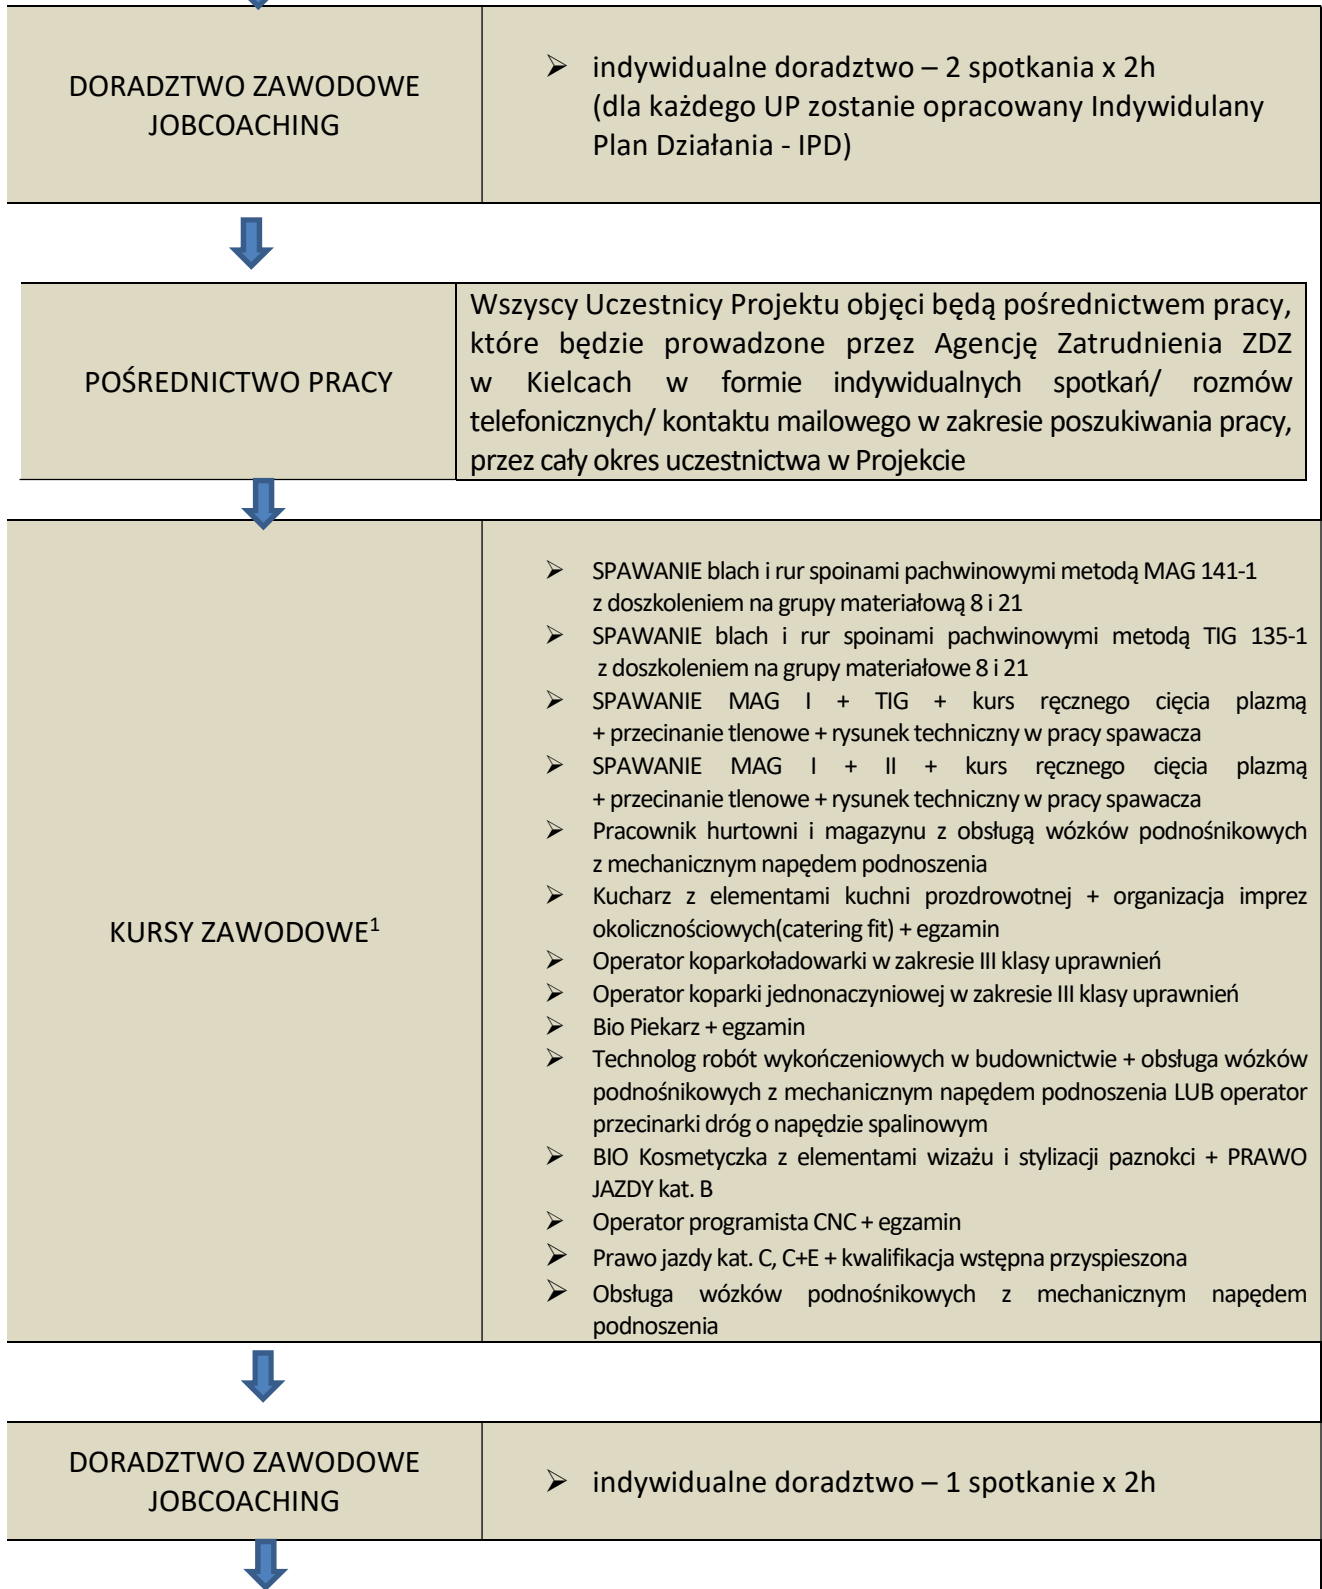 DORADZTWO ZAWODOWE
JOBCOACHING
➢ indywidualne doradztwo – 2 spotkania x 2h
(dla każdego UP zostanie opracowany Indywidulany
Plan Działania - IPD)
POŚREDNICTWO PRACY
Wszyscy Uczestnicy Projektu objęci będą pośrednictwem pracy,
które będzie prowadzone przez Agencję Zatrudnienia ZDZ
w Kielcach w formie indywidualnych spotkań/ rozmów
telefonicznych/ kontaktu mailowego w zakresie poszukiwania pracy,
przez cały okres uczestnictwa w Projekcie
KURSY ZAWODOWE¹
➢ SPAWANIE blach i rur spoinami pachwinowymi metodą MAG 141-1
z doszkoleniem na grupy materiałową 8 i 21
➢ SPAWANIE blach i rur spoinami pachwinowymi metodą TIG 135-1
z doszkoleniem na grupy materiałowe 8 i 21
➢ SPAWANIE MAG I + TIG + kurs ręcznego cięcia plazmą
+ przecinanie tlenowe + rysunek techniczny w pracy spawacza
➢ SPAWANIE MAG I + II + kurs ręcznego cięcia plazmą
+ przecinanie tlenowe + rysunek techniczny w pracy spawacza
➢ Pracownik hurtowni i magazynu z obsługą wózków podnośnikowych
z mechanicznym napędem podnoszenia
➢ Kucharz z elementami kuchni prozdrowotnej + organizacja imprez
okolicznościowych(catering fit) + egzamin
➢ Operator koparkoładowarki w zakresie III klasy uprawnień
➢ Operator koparki jednonaczyniowej w zakresie III klasy uprawnień
➢ Bio Piekarz + egzamin
➢ Technolog robót wykończeniowych w budownictwie + obsługa wózków
podnośnikowych z mechanicznym napędem podnoszenia LUB operator
przecinarki dróg o napędzie spalinowym
➢ BIO Kosmetyczka z elementami wizażu i stylizacji paznokci + PRAWO
JAZDY kat. B
➢ Operator programista CNC + egzamin
➢ Prawo jazdy kat. C, C+E + kwalifikacja wstępna przyspieszona
➢ Obsługa wózków podnośnikowych z mechanicznym napędem
podnoszenia
DORADZTWO ZAWODOWE
JOBCOACHING
➢ indywidualne doradztwo – 1 spotkanie x 2h